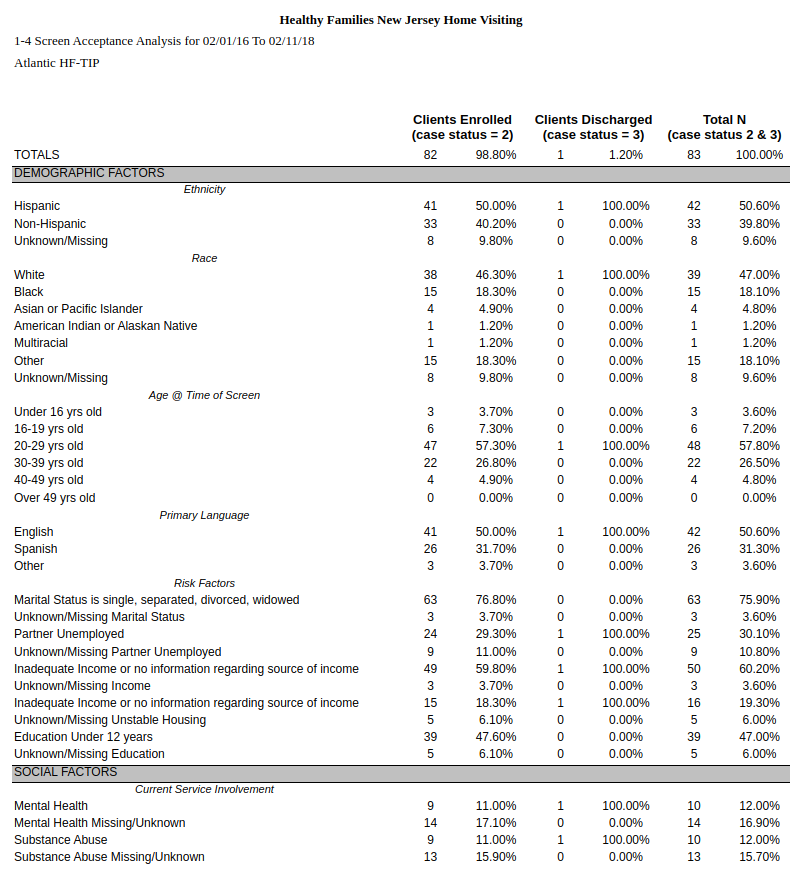 Healthy Families New Jersey Home Visiting
1-4 Screen Acceptance Analysis for 02/01/16 To 02/11/18
Atlantic HF-TIP
Clients Enrolled Clients Discharged Total N
(case status = 2) (case status = 3) (case status 2 & 3)
TOTALS 82 98.80% 1 1.20% 83 100.00%
DEMOGRAPHIC FACTORS
Ethnicity
Hispanic 41 50.00% 1 100.00% 42 50.60%
Non-Hispanic 33 40.20% 0 0.00% 33 39.80%
Unknown/Missing 8 9.80% 0 0.00% 8 9.60%
Race
White 38 46.30% 1 100.00% 39 47.00%
Black 15 18.30% 0 0.00% 15 18.10%
Asian or Pacific Islander 4 4.90% 0 0.00% 4 4.80%
American Indian or Alaskan Native 1 1.20% 0 0.00% 1 1.20%
Multiracial 1 1.20% 0 0.00% 1 1.20%
Other 15 18.30% 0 0.00% 15 18.10%
Unknown/Missing 8 9.80% 0 0.00% 8 9.60%
Age @ Time of Screen
Under 16 yrs old 3 3.70% 0 0.00% 3 3.60%
16-19 yrs old 6 7.30% 0 0.00% 6 7.20%
20-29 yrs old 47 57.30% 1 100.00% 48 57.80%
30-39 yrs old 22 26.80% 0 0.00% 22 26.50%
40-49 yrs old 4 4.90% 0 0.00% 4 4.80%
Over 49 yrs old 0 0.00% 0 0.00% 0 0.00%
Primary Language
English 41 50.00% 1 100.00% 42 50.60%
Spanish 26 31.70% 0 0.00% 26 31.30%
Other 3 3.70% 0 0.00% 3 3.60%
Risk Factors
Marital Status is single, separated, divorced, widowed 63 76.80% 0 0.00% 63 75.90%
Unknown/Missing Marital Status 3 3.70% 0 0.00% 3 3.60%
Partner Unemployed 24 29.30% 1 100.00% 25 30.10%
Unknown/Missing Partner Unemployed 9 11.00% 0 0.00% 9 10.80%
Inadequate Income or no information regarding source of income 49 59.80% 1 100.00% 50 60.20%
Unknown/Missing Income 3 3.70% 0 0.00% 3 3.60%
Inadequate Income or no information regarding source of income 15 18.30% 1 100.00% 16 19.30%
Unknown/Missing Unstable Housing 5 6.10% 0 0.00% 5 6.00%
Education Under 12 years 39 47.60% 0 0.00% 39 47.00%
Unknown/Missing Education 5 6.10% 0 0.00% 5 6.00%
SOCIAL FACTORS
Current Service Involvement
Mental Health 9 11.00% 1 100.00% 10 12.00%
Mental Health Missing/Unknown 14 17.10% 0 0.00% 14 16.90%
Substance Abuse 9 11.00% 1 100.00% 10 12.00%
Substance Abuse Missing/Unknown 13 15.90% 0 0.00% 13 15.70%